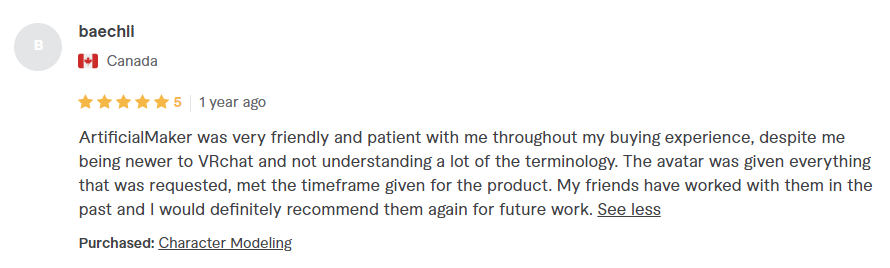 B
baechii
Canada
5 | 1 year ago
ArtificialMaker was very friendly and patient with me throughout my buying experience, despite me
being newer to VRchat and not understanding a lot of the terminology. The avatar was given everything
that was requested, met the timeframe given for the product. My friends have worked with them in the
past and I would definitely recommend them again for future work. See less
Purchased: Character Modeling